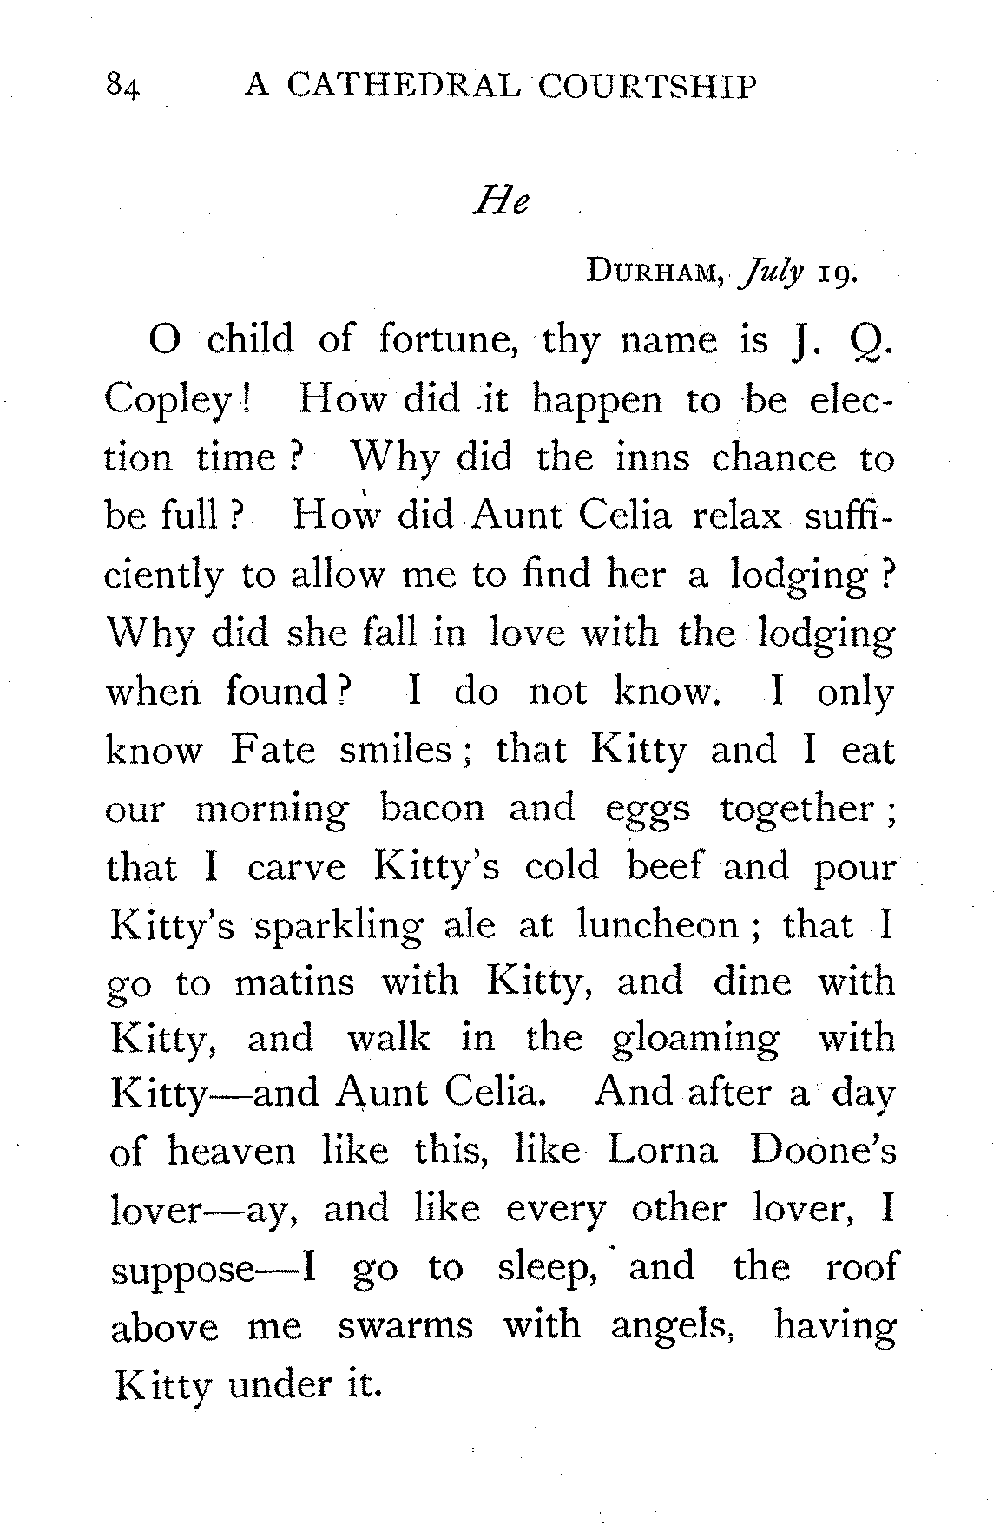 84 A CATHEDRAL COURTSHIP
He
DURHAM, July 19.
O child of fortune, thy name is J. Q.
Copley! How did it happen to be elec-
tion time? Why did the inns chance to
be full? How did Aunt Celia relax suffi-
ciently to allow me to find her a lodging?
Why did she fall in love with the lodging
when found? I do not know. I only
know Fate smiles; that Kitty and I eat
our morning bacon and eggs together;
that I carve Kitty's cold beef and pour
Kitty's sparkling ale at luncheon; that I
go to matins with Kitty, and dine with
Kitty, and walk in the gloaming with
Kitty—and Aunt Celia. And after a day
of heaven like this, like Lorna Doone's
lover—ay, and like every other lover, I
suppose—I go to sleep, and the roof
above me swarms with angels, having
Kitty under it.